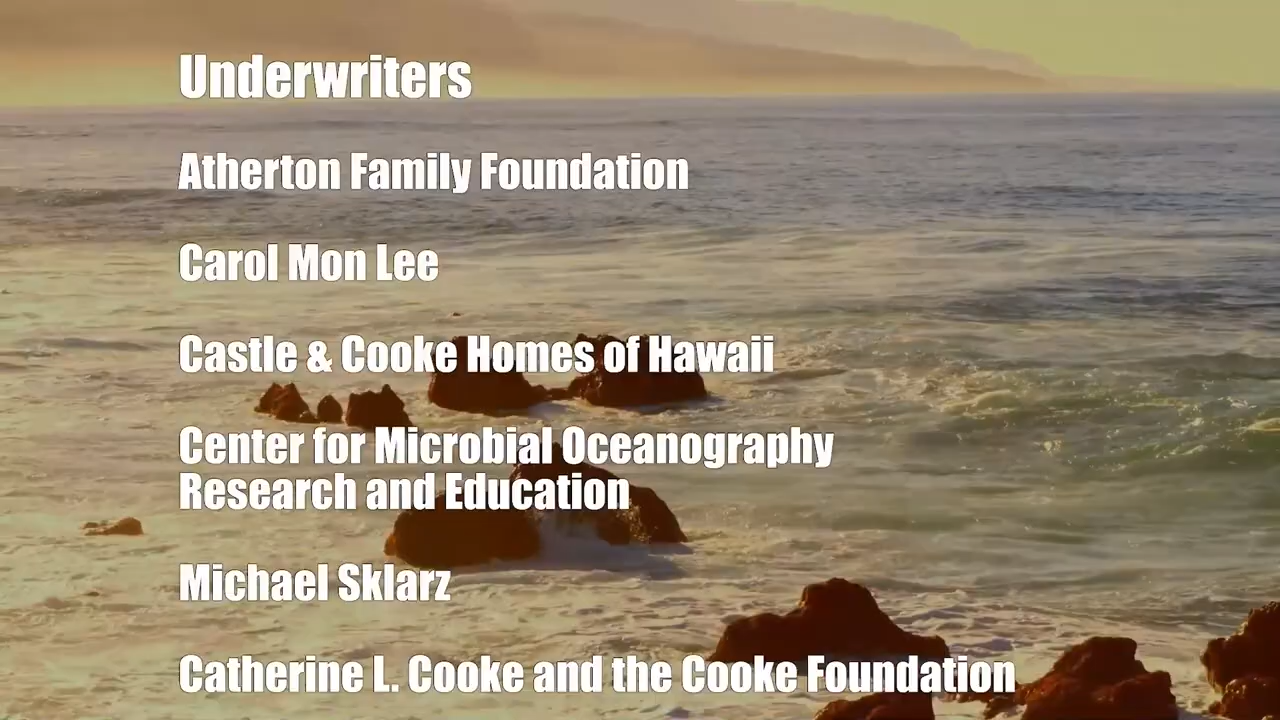 Underwriters
Atherton Family Foundation
Carol Mon Lee
Castle & Cooke Homes of Hawaii
Center for Microbial Oceanography
Research and Education
Michael Sklarz
Catherine L. Cooke and the Cooke Foundation